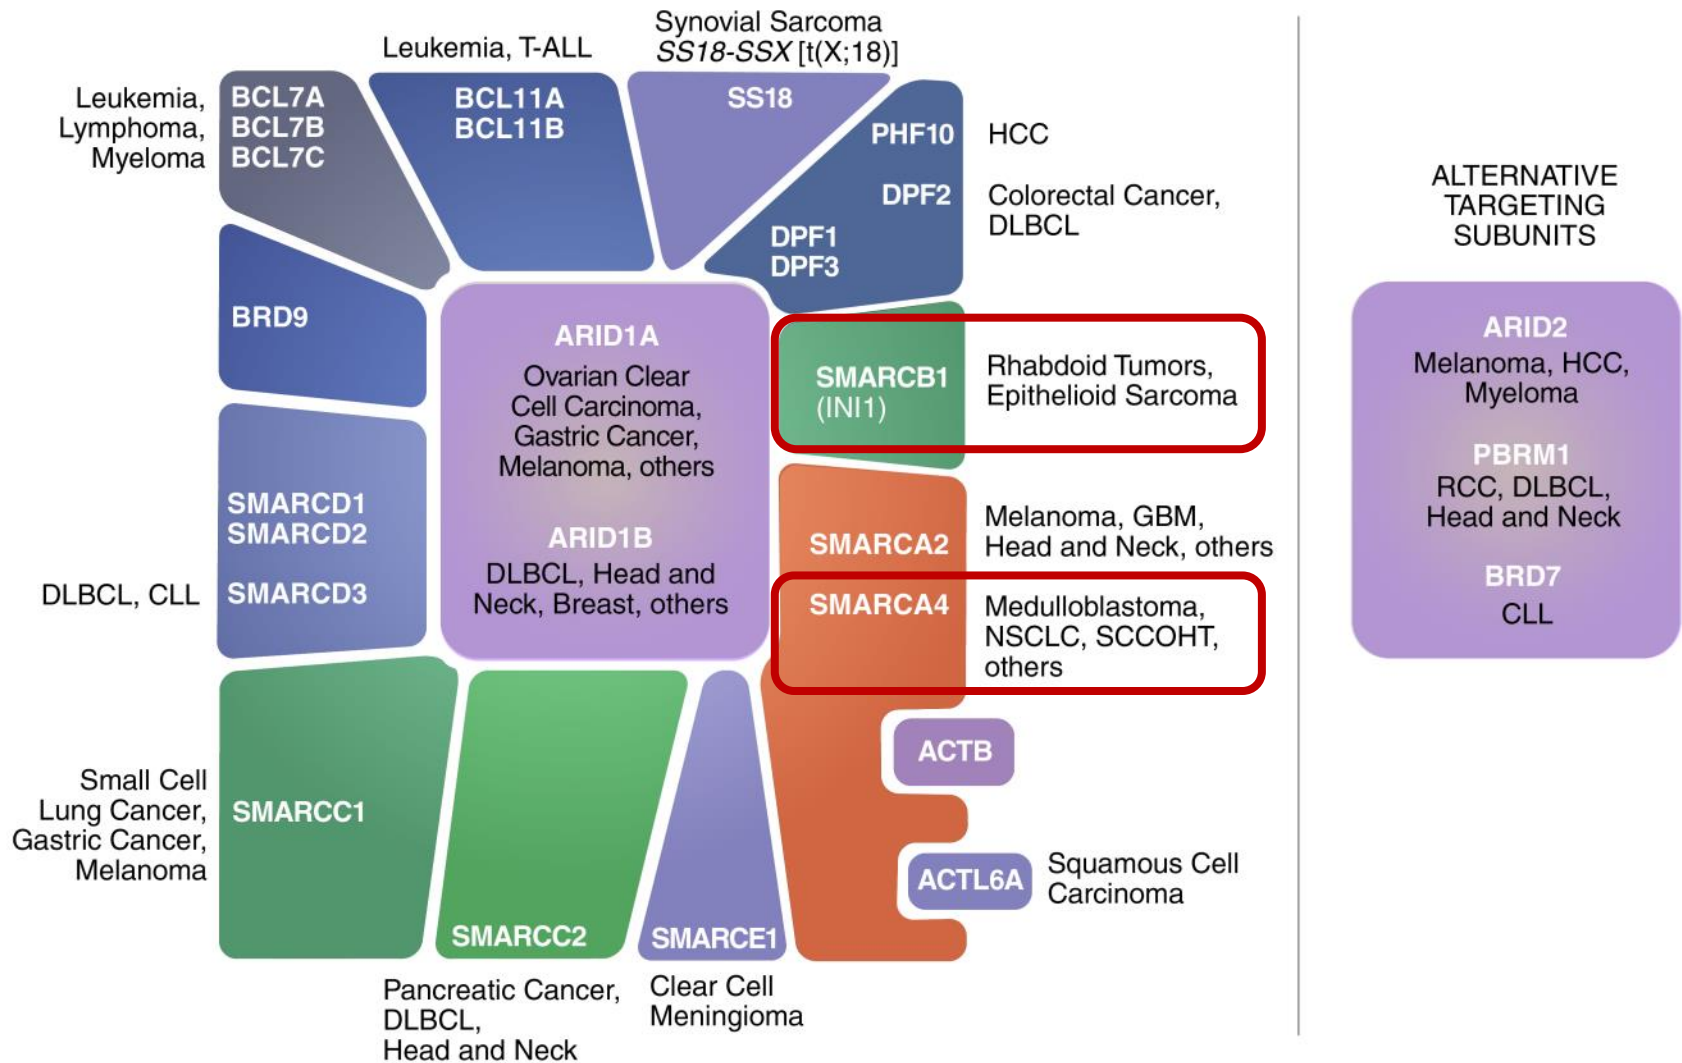 Synovial Sarcoma
SS18-SSX [t(X;18)]
Leukemia, T-ALL
Leukemia,
Lymphoma,
Myeloma
BCL7A
BCL7B
BCL7C
BCL11A
BCL11B
SS18
PHF10
HCC
DPF2
Colorectal Cancer,
DLBCL
DPF1
DPF3
BRD9
ARID1A
Ovarian Clear
Cell Carcinoma,
Gastric Cancer,
Melanoma, others
ARID1B
DLBCL, Head and
Neck, Breast, others
SMARCB1
(INI1)
Rhabdoid Tumors,
Epithelioid Sarcoma
SMARCD1
SMARCD2
DLBCL, CLL
SMARCD3
SMARCA2
Melanoma, GBM,
Head and Neck, others
SMARCA4
Medulloblastoma,
NSCLC, SCCOHT,
others
ACTB
ACTL6A
Squamous Cell
Carcinoma
Small Cell
Lung Cancer,
Gastric Cancer,
Melanoma
SMARCC1
SMARCC2
Pancreatic Cancer,
DLBCL,
Head and Neck
SMARCE1
Clear Cell
Meningioma
ALTERNATIVE
TARGETING
SUBUNITS
ARID2
Melanoma, HCC,
Myeloma
PBRM1
RCC, DLBCL,
Head and Neck
BRD7
CLL